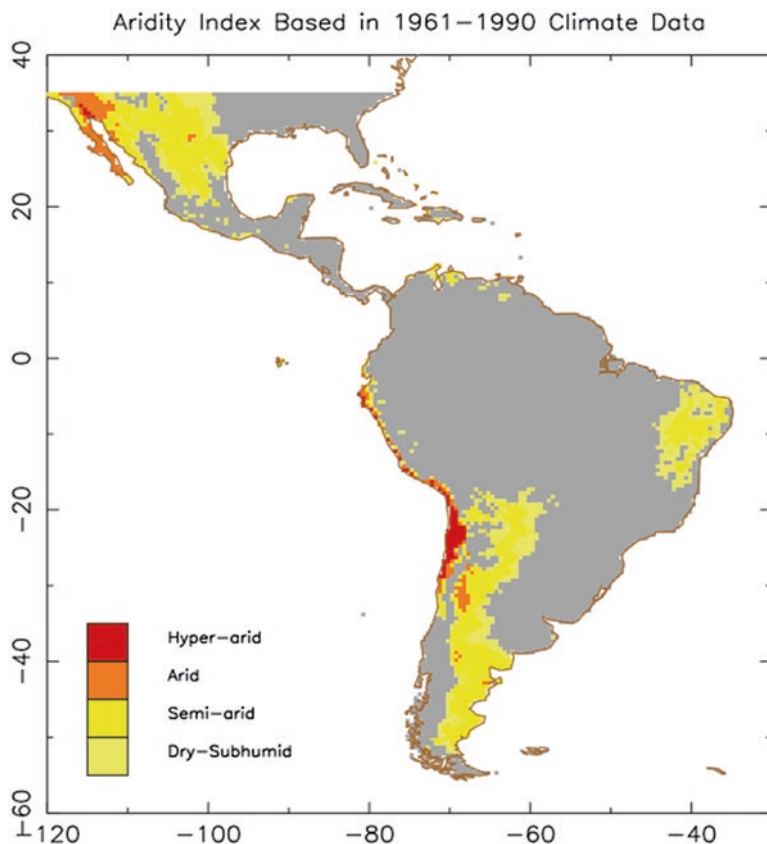 Aridity Index Based in 1961–1990 Climate Data
40
20
0
−20
−40
−60
Hyper-arid
Arid
Semi-arid
Dry-Subhumid
−120
−100
−80
−60
−40